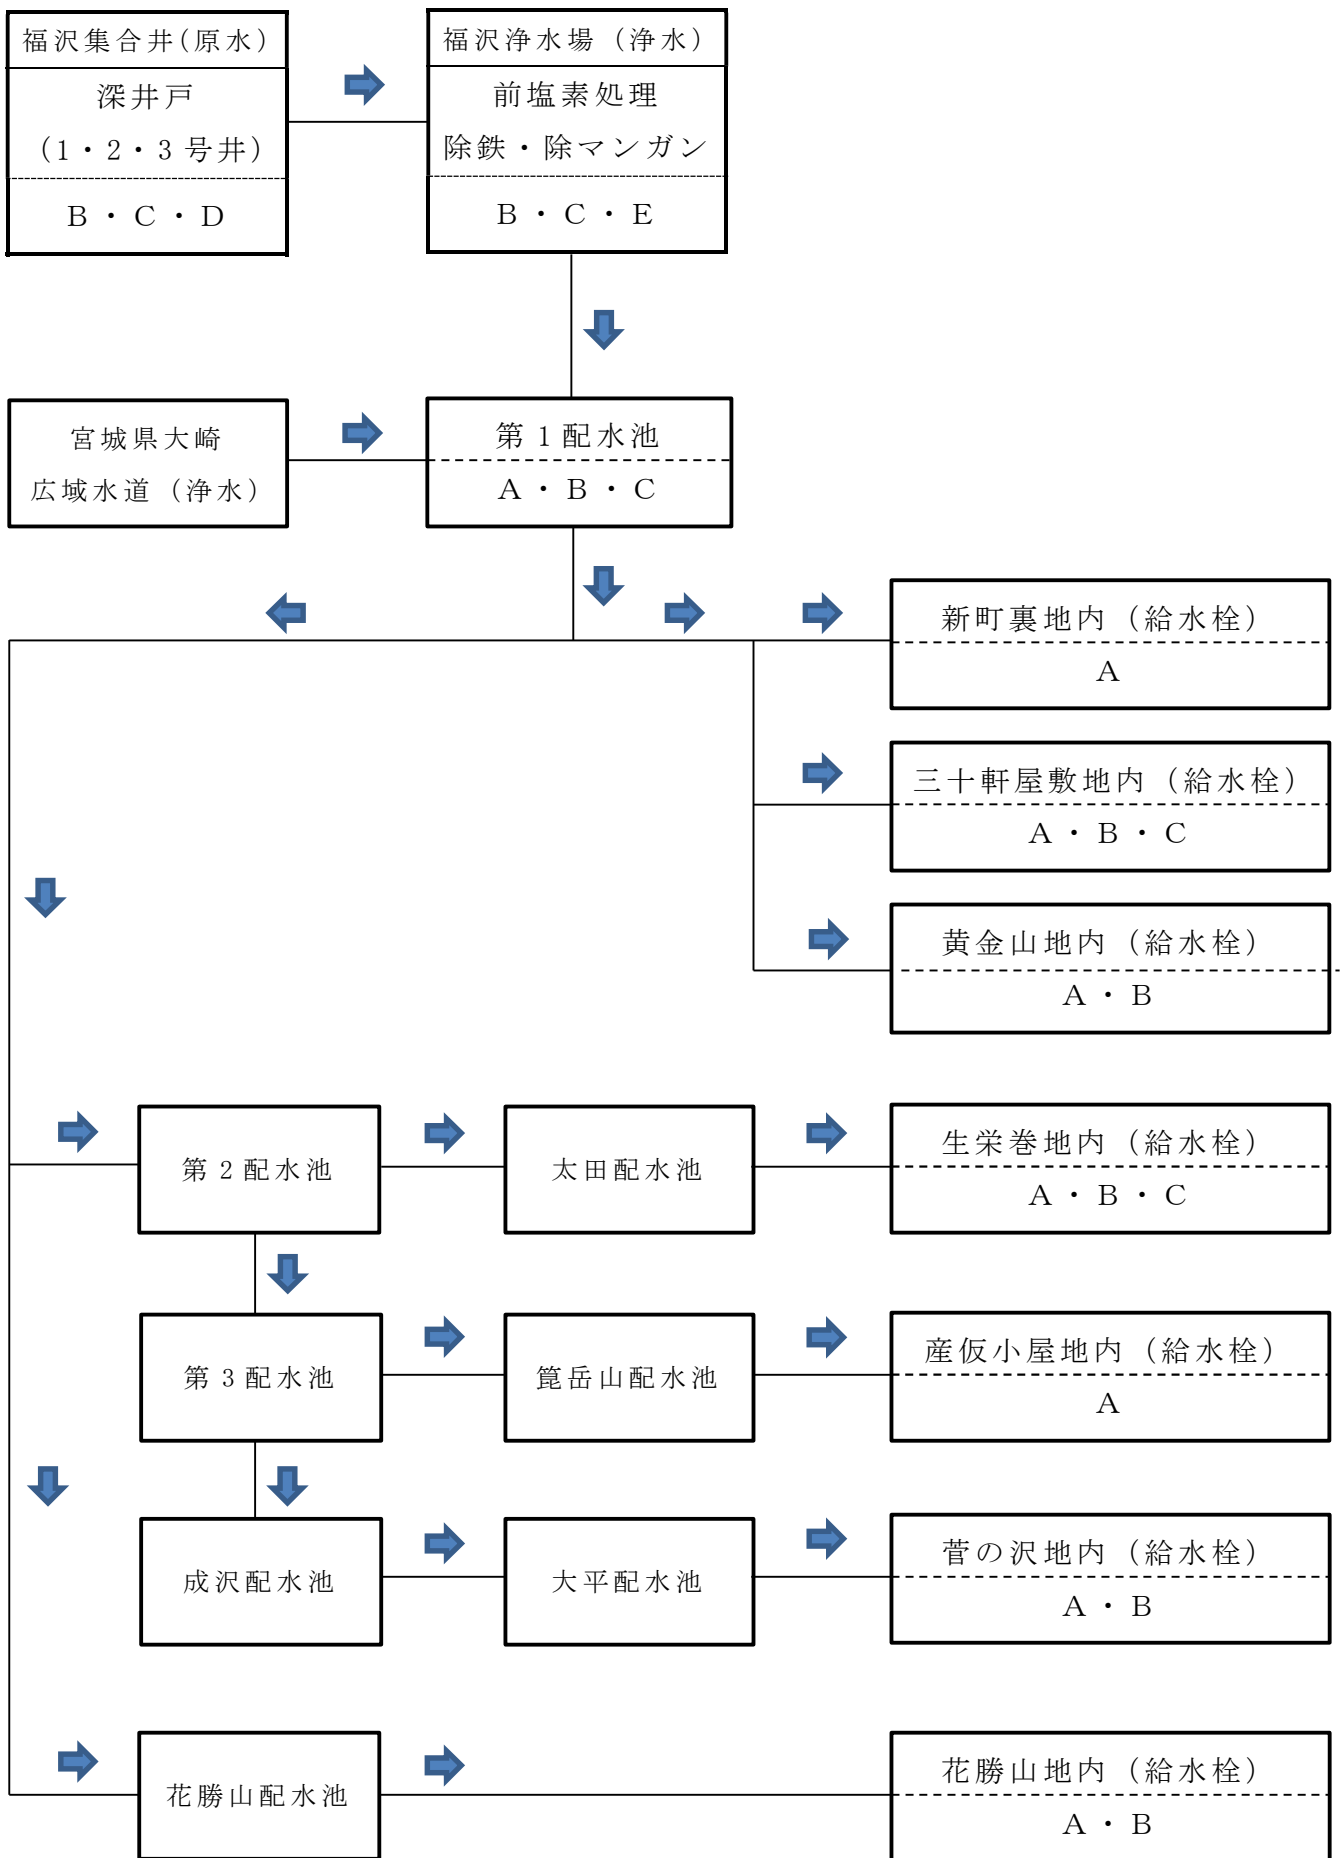 福沢集合井(原水)
深井戸
(1・2・3号井)
B・C・D
福沢浄水場（浄水）
前塩素処理
除鉄・除マンガン
B・C・E
宮城県大崎
広域水道（浄水）
第1配水池
A・B・C
新町裏地内（給水栓）
A
三十軒屋敷地内（給水栓）
A・B・C
黄金山地内（給水栓）
A・B
第2配水池
太田配水池
生栄巻地内（給水栓）
A・B・C
第3配水池
箟岳山配水池
産仮小屋地内（給水栓）
A
成沢配水池
大平配水池
菅の沢地内（給水栓）
A・B
花勝山配水池
花勝山地内（給水栓）
A・B